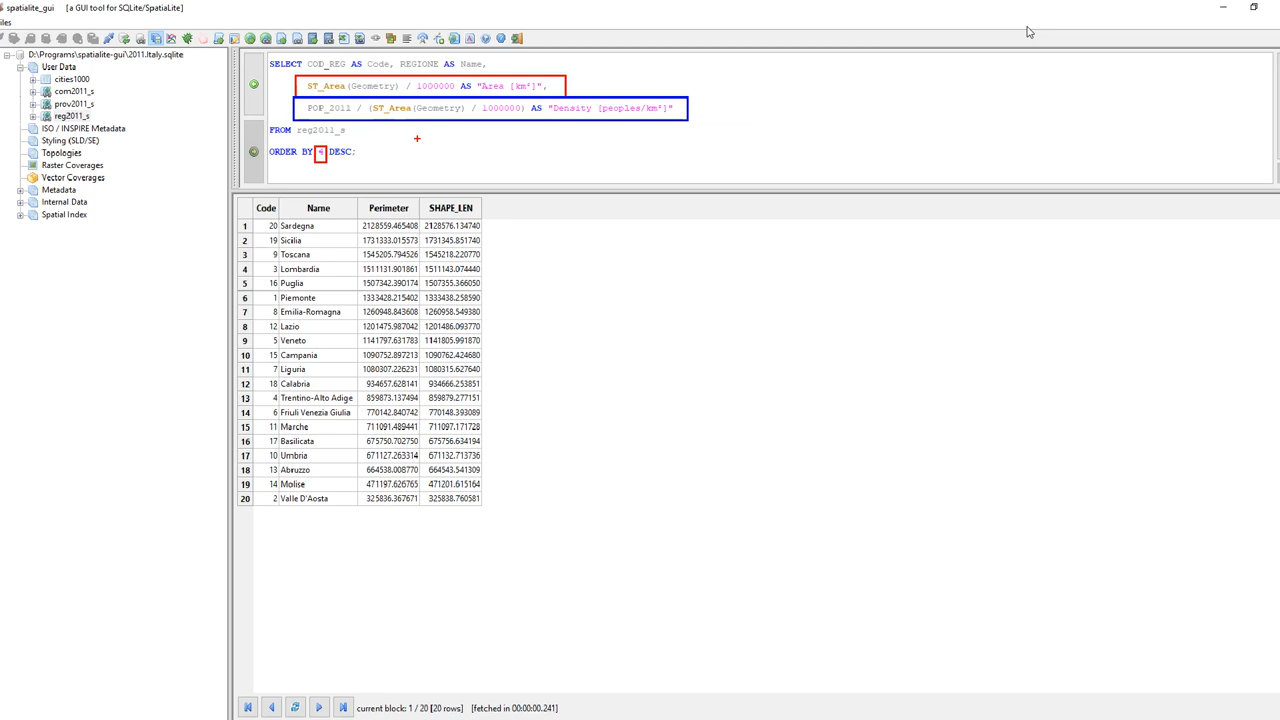 spatialite_gui [a GUI tool for SQLite/SpatiaLite]
iles
D:\Programs\spatialite-gui\2011.Italy.sqlite
User Data
cities1000
com2011_s
prov2011_s
reg2011_s
ISO / INSPIRE Metadata
Styling (SLD/SE)
Topologies
Raster Coverages
Vector Coverages
Metadata
Internal Data
Spatial Index
SELECT COD_REG AS Code, REGIONE AS Name,
ST_Area(Geometry) / 1000000 AS "Area [km²]",
POP_2011 / (ST_Area(Geometry) / 1000000) AS "Density [peoples/km²]"
FROM reg2011_s
ORDER BY 4 DESC;
Code Name Perimeter SHAPE_LEN
1 20 Sardegna 2128559.465408 2128576.134740
2 19 Sicilia 1731333.015573 1731345.851740
3 9 Toscana 1545205.794526 1545218.220770
4 3 Lombardia 1511131.901861 1511143.074440
5 16 Puglia 1507342.390174 1507355.366050
6 1 Piemonte 1333428.215402 1333438.258590
7 8 Emilia-Romagna 1260948.843608 1260958.549380
8 12 Lazio 1201475.987042 1201486.093770
9 5 Veneto 1141797.631783 1141805.991870
10 15 Campania 1090752.897213 1090762.424680
11 7 Liguria 1080307.226231 1080315.627640
12 18 Calabria 934657.628141 934666.253851
13 4 Trentino-Alto Adige 859873.137494 859879.277151
14 6 Friuli Venezia Giulia 770142.840742 770148.393089
15 11 Marche 711091.489441 711097.171728
16 17 Basilicata 675750.702750 675756.634194
17 10 Umbria 671127.263314 671132.713736
18 13 Abruzzo 664538.008770 664543.541309
19 14 Molise 471197.626765 471201.615164
20 2 Valle D'Aosta 325836.367671 325838.760581
current block: 1 / 20 [20 rows] [fetched in 00:00:00.241]